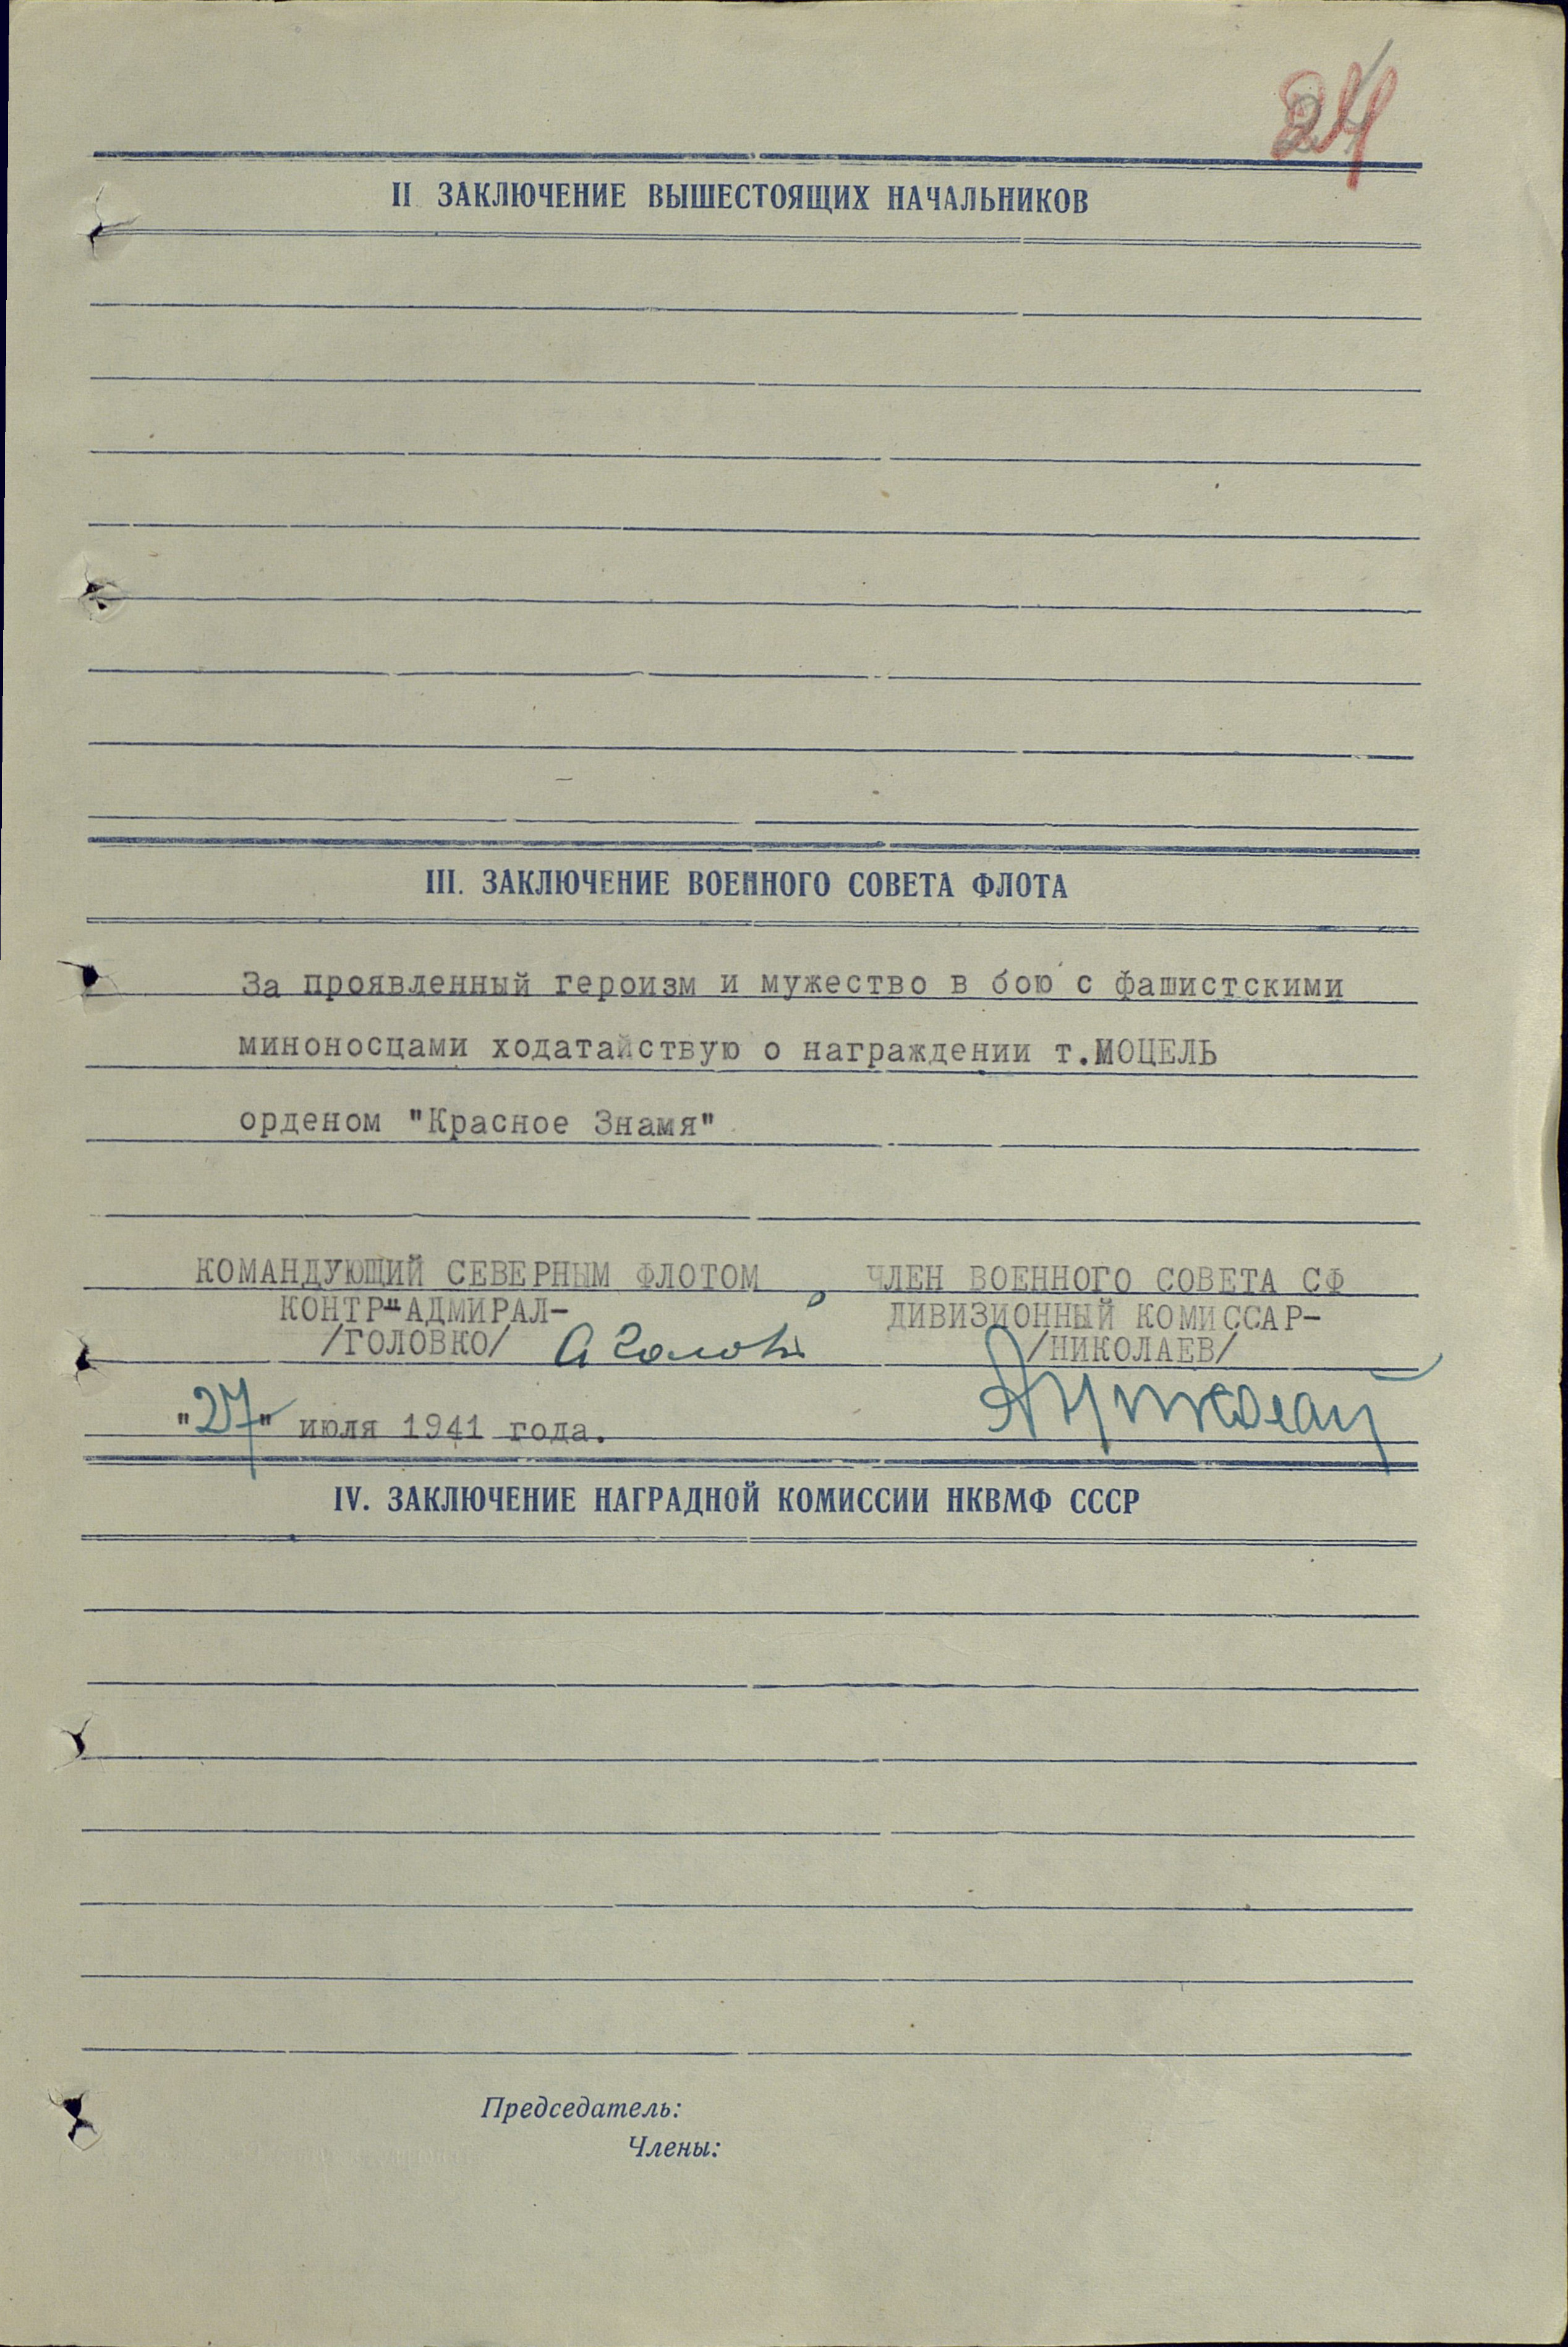 24
II ЗАКЛЮЧЕНИЕ ВЫШЕСТОЯЩИХ НАЧАЛЬНИКОВ
III. ЗАКЛЮЧЕНИЕ ВОЕННОГО СОВЕТА ФЛОТА
За проявленный героизм и мужество в бою с фашистскими
миноносцами ходатайствую о награждении т.МОЦЕЛЬ
орденом "Красное Знамя"
КОМАНДУЮЩИЙ СЕВЕРНЫМ ФЛОТОМ ЧЛЕН ВОЕННОГО СОВЕТА СФ
КОНТР-АДМИРАЛ- ДИВИЗИОННЫЙ КОМИССАР-
/ГОЛОВКО/ /НИКОЛАЕВ/
"27" июля 1941 года.
IV. ЗАКЛЮЧЕНИЕ НАГРАДНОЙ КОМИССИИ НКВМФ СССР
Председатель:
Члены: